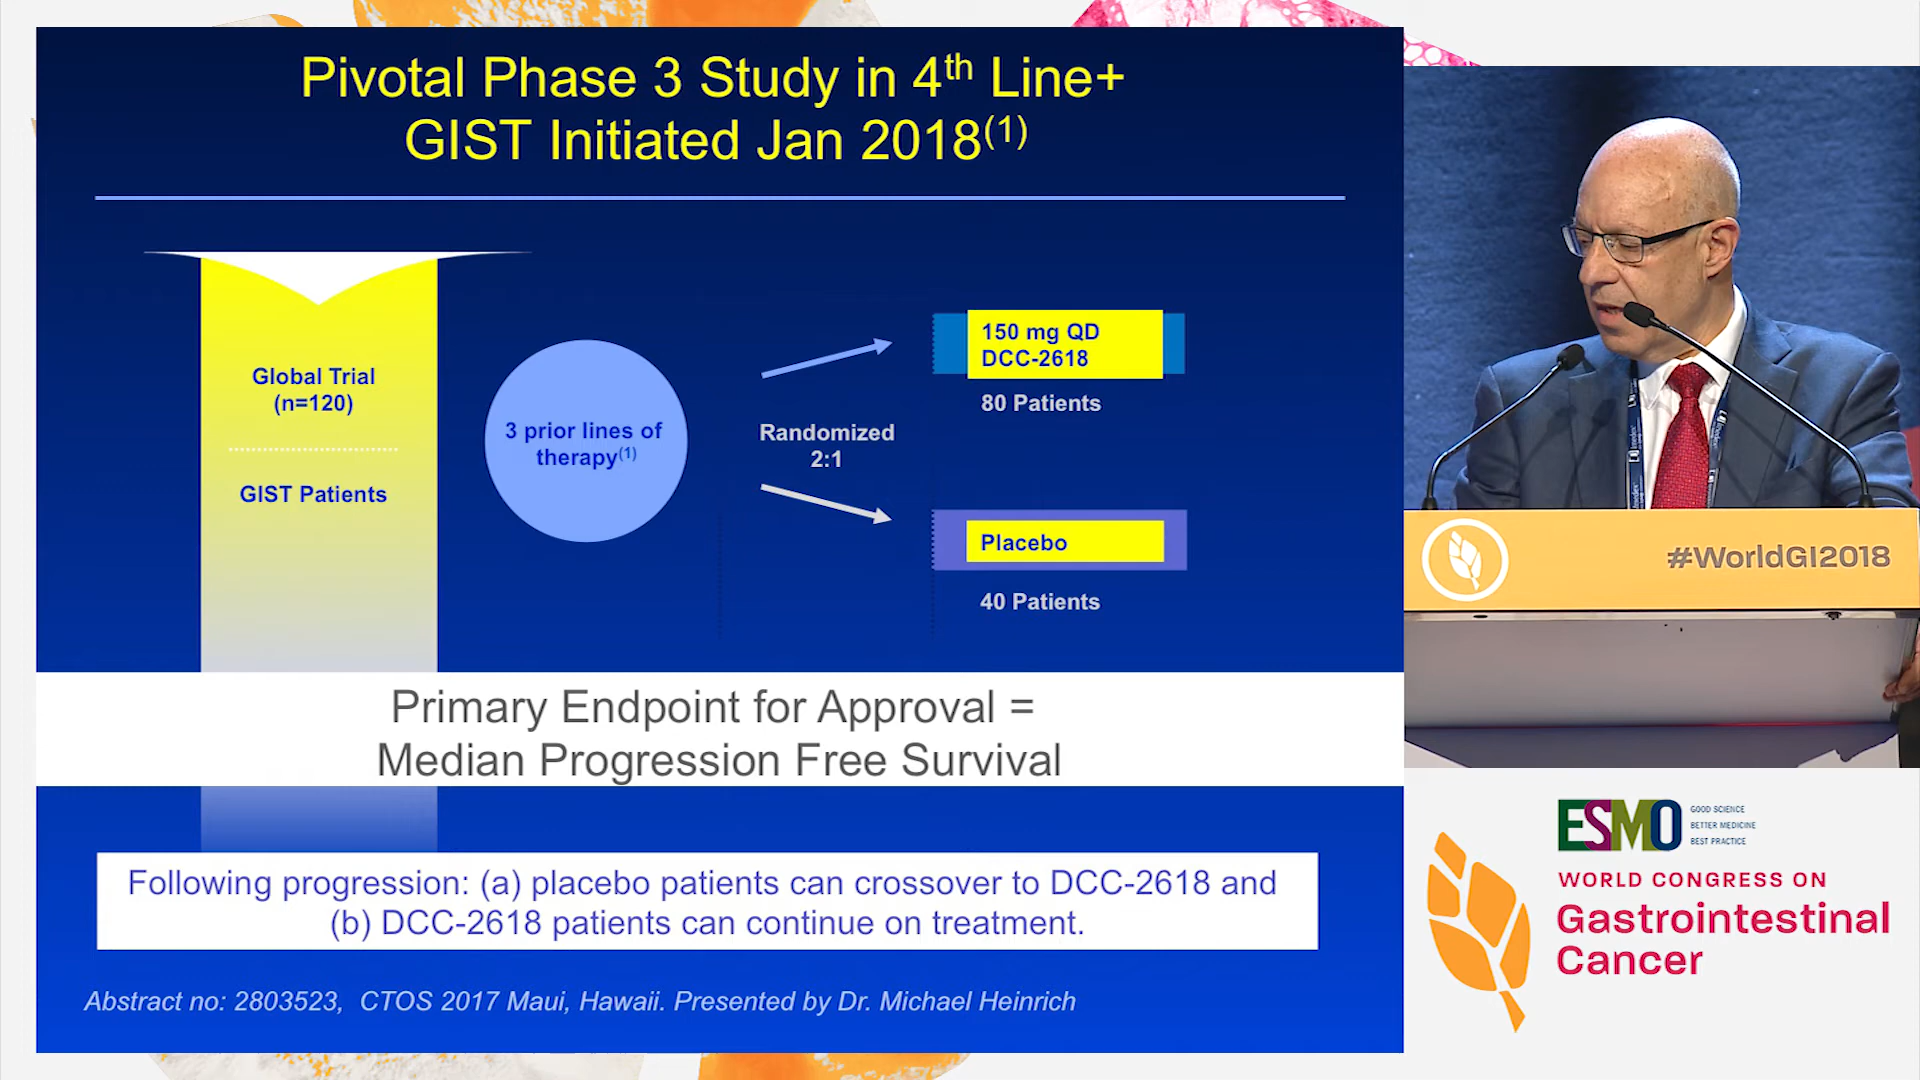 Pivotal Phase 3 Study in 4th Line+
GIST Initiated Jan 2018(1)
Global Trial
(n=120)
GIST Patients
3 prior lines of
therapy(1)
Randomized
2:1
150 mg QD
DCC-2618
80 Patients
Placebo
40 Patients
Primary Endpoint for Approval =
Median Progression Free Survival
Following progression: (a) placebo patients can crossover to DCC-2618 and
(b) DCC-2618 patients can continue on treatment.
Abstract no: 2803523, CTOS 2017 Maui, Hawaii. Presented by Dr. Michael Heinrich
imedex
#WorldGI2018
ESMO
GOOD SCIENCE
BETTER MEDICINE
BEST PRACTICE
WORLD CONGRESS ON
Gastrointestinal
Cancer